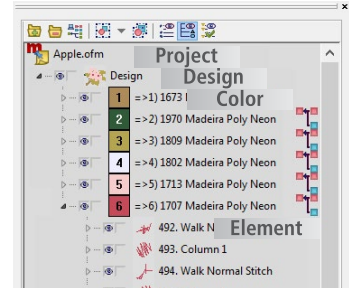 Apple.ofm Project
Design Design
1 =>1) 1673 Color
2 =>2) 1970 Madeira Poly Neon
3 =>3) 1809 Madeira Poly Neon
4 =>4) 1802 Madeira Poly Neon
5 =>5) 1713 Madeira Poly Neon
6 =>6) 1707 Madeira Poly Neon
492. Walk N Element
493. Column 1
494. Walk Normal Stitch